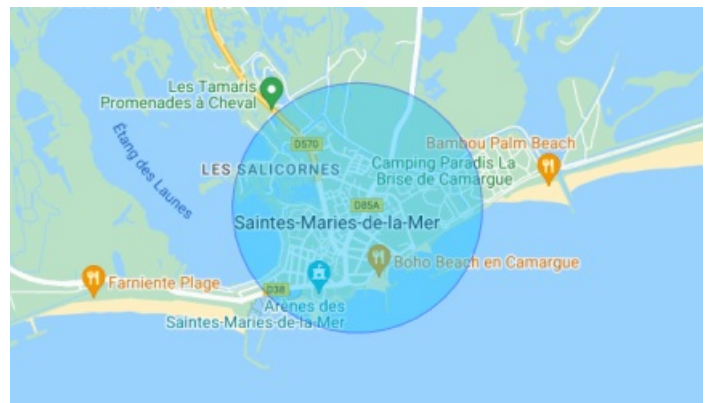 Les Tamaris
Promenades à Cheval
Étang des Launes
D570
LES SALICORNES
Bambou Palm Beach
Camping Paradis La
Brise de Camargue
D85A
Saintes-Maries-de-la-Mer
Boho Beach en Camargue
Farniente Plage
D38
Arènes des
Saintes-Maries-de-la-Mer